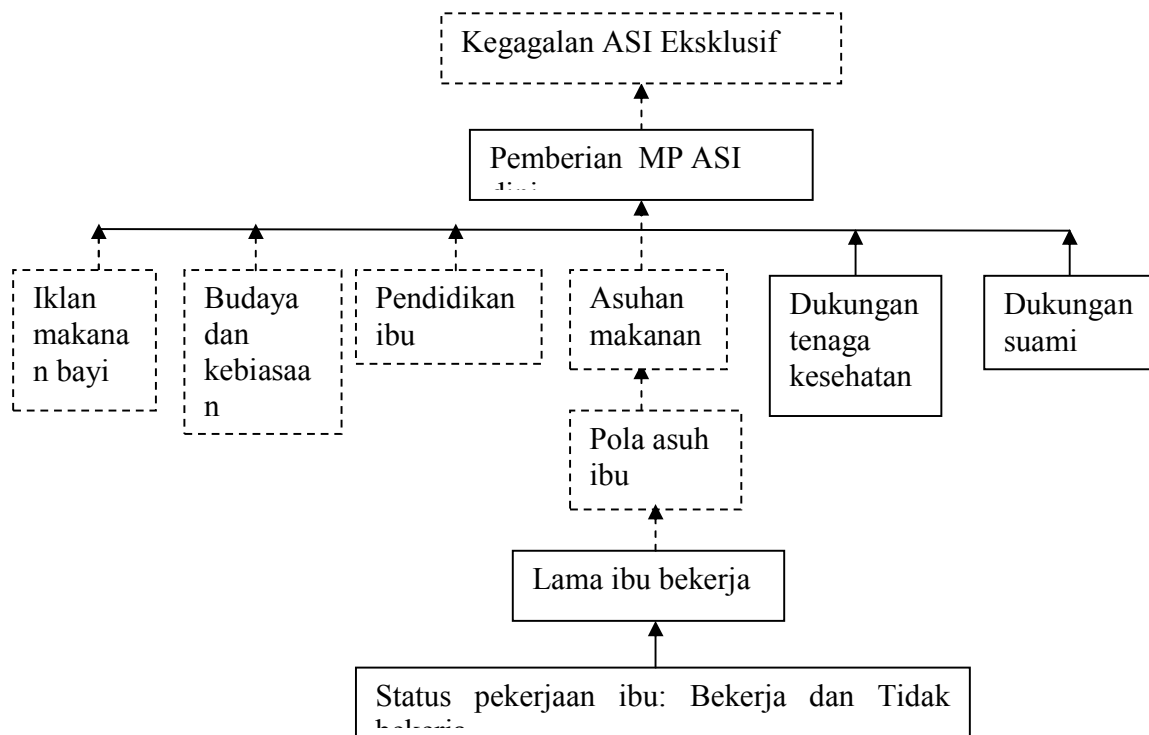 Kegagalan ASI Eksklusif
Pemberian MP ASI
Iklan
makana
n bayi
Budaya
dan
kebiasaa
n
Pendidikan
ibu
Asuhan
makanan
Dukungan
tenaga
kesehatan
Dukungan
suami
Pola asuh
ibu
Lama ibu bekerja
Status pekerjaan ibu: Bekerja dan Tidak